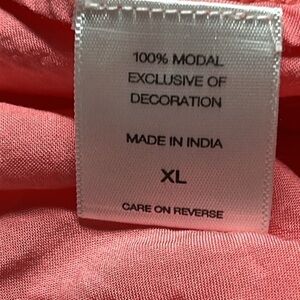 100% MODAL
EXCLUSIVE OF
DECORATION
MADE IN INDIA
XL
CARE ON REVERSE